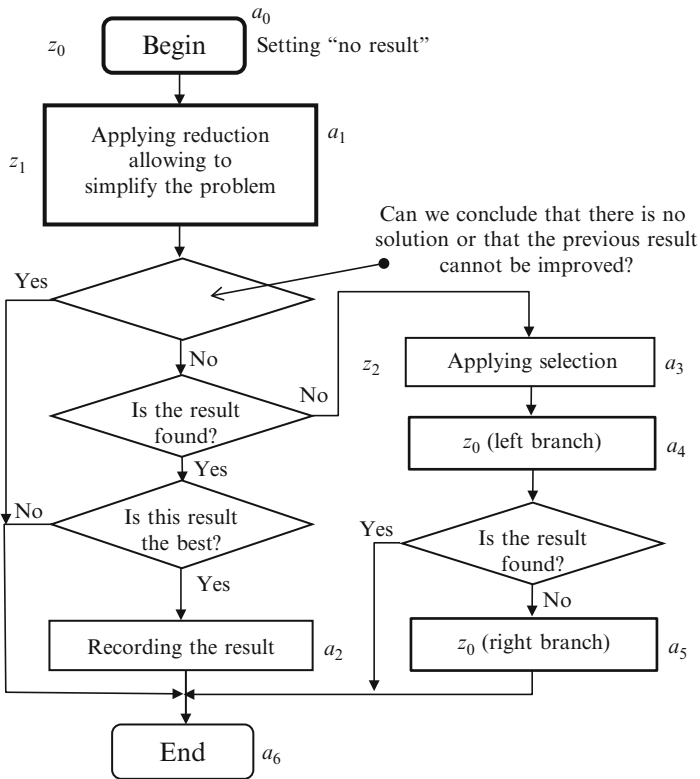 a0
z0
Begin
Setting “no result”
z1
Applying reduction
allowing to
simplify the problem
a1
Can we conclude that there is no
solution or that the previous result
cannot be improved?
Yes
No
Is the result
found?
No
Yes
Is this result
the best?
No
Yes
Recording the result
a2
z2
Applying selection
a3
z0 (left branch)
a4
Is the result
found?
Yes
No
z0 (right branch)
a5
End
a6